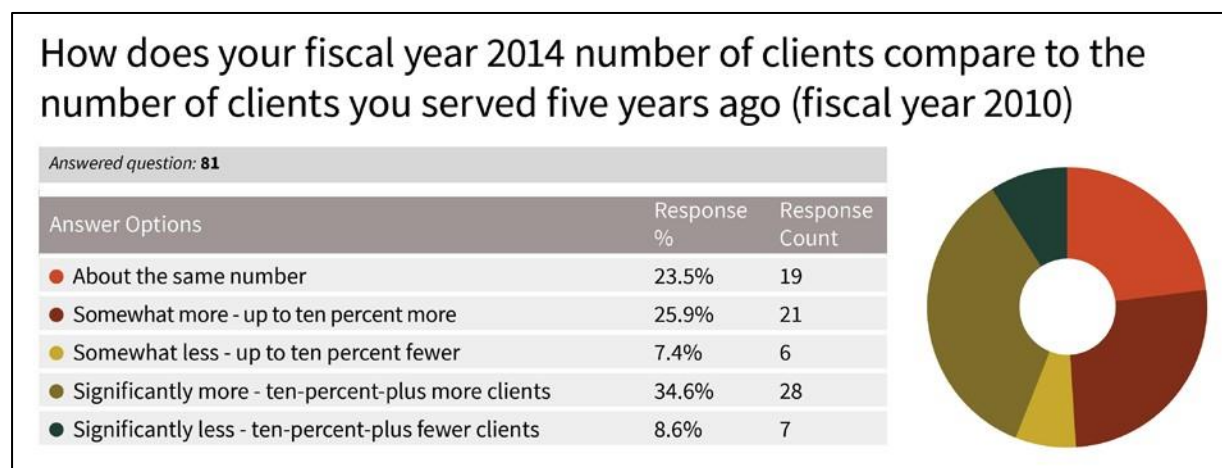 How does your fiscal year 2014 number of clients compare to the
number of clients you served five years ago (fiscal year 2010)
Answered question: 81
Answer Options Response % Response Count
About the same number 23.5% 19
Somewhat more - up to ten percent more 25.9% 21
Somewhat less - up to ten percent fewer 7.4% 6
Significantly more - ten-percent-plus more clients 34.6% 28
Significantly less - ten-percent-plus fewer clients 8.6% 7